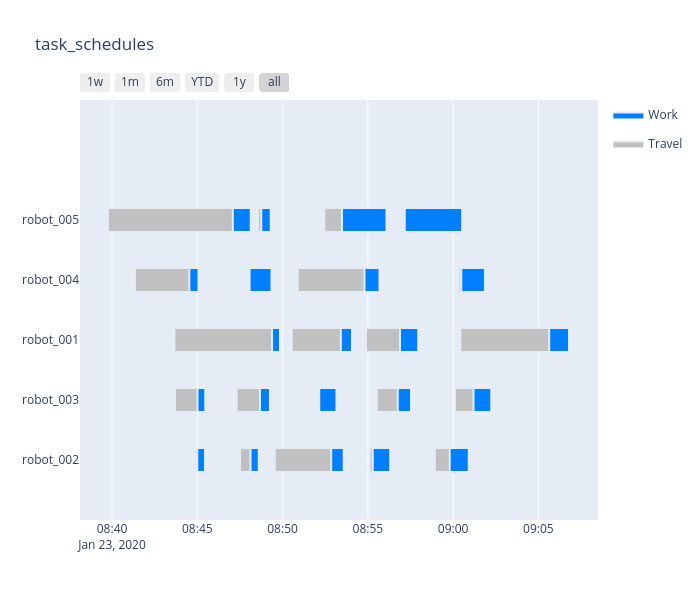 task_schedules
1w 1m 6m YTD 1y all
Work
Travel
robot_005
robot_004
robot_001
robot_003
robot_002
08:40 08:45 08:50 08:55 09:00 09:05
Jan 23, 2020